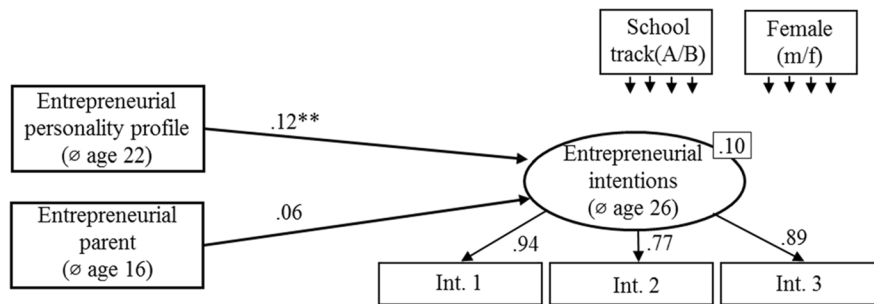 School
track(A/B)
Female
(m/f)
Entrepreneurial
personality profile
(ø age 22)
.12**
.10
Entrepreneurial
intentions
(ø age 26)
Entrepreneurial
parent
(ø age 16)
.06
.94
.77
.89
Int. 1
Int. 2
Int. 3